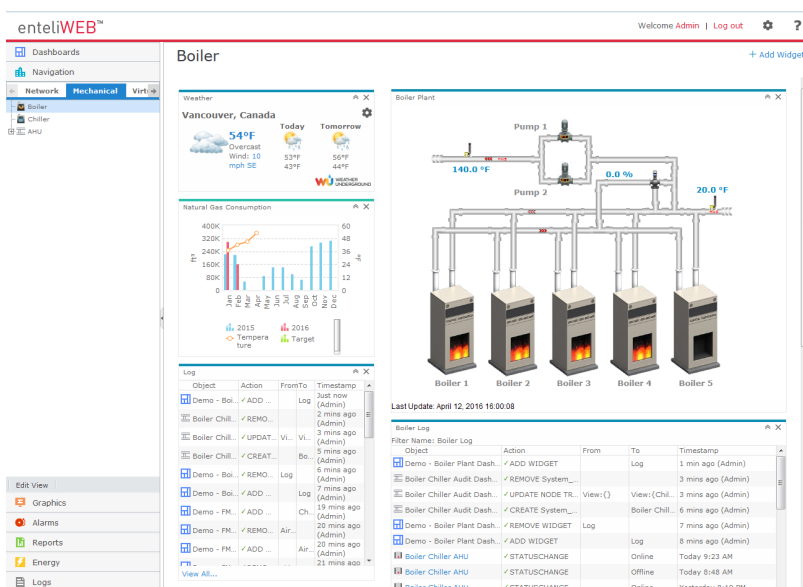 enteliWEB™
Welcome Admin | Log out
?
Dashboards
Navigation
Network Mechanical Virtu
Boiler
Chiller
AHU
Edit View
Graphics
Alarms
Reports
Energy
Logs
Boiler
+ Add Widget
Weather
Vancouver, Canada
54°F
Overcast
Wind: 10
mph SE
Today Tomorrow
53°F 56°F
43°F 44°F
WEATHER
UNDERGROUND
Natural Gas Consumption
400K 60
320K 48
240K 36
160K 24
80K 12
0 0
ft³
°F
Jan Feb Mar Apr May Jun Jul Aug Sep Oct Nov Dec
2015 2016
Tempera
ture
Target
Log
Object Action From To Timestamp
Demo - Boi... ✓ADD ... Log Just now (Admin)
Boiler Chill... ✓REMO... 2 mins ago (Admin)
Boiler Chill... ✓UPDAT... Vi... Vi... 3 mins ago (Admin)
Boiler Chill... ✓CREAT... Bo... 5 mins ago (Admin)
Demo - Boi... ✓REMO... Log 6 mins ago (Admin)
Demo - Boi... ✓ADD ... Log 7 mins ago (Admin)
Demo - FM... ✓ADD ... Ch... 19 mins ago (Admin)
Demo - FM... ✓REMO... Air... 20 mins ago (Admin)
Demo - FM... ✓ADD ... Air... 20 mins ago (Admin)
21 mins ago
View All...
Boiler Plant
Pump 1
140.0 °F
0.0 %
Pump 2
20.0 °F
Boiler 1 Boiler 2 Boiler 3 Boiler 4 Boiler 5
Last Update: April 12, 2016 16:00:08
Boiler Log
Filter Name: Boiler Log
Object Action From To Timestamp
Demo - Boiler Plant Dash... ✓ADD WIDGET Log 1 min ago (Admin)
Boiler Chiller Audit Dash... ✓REMOVE System_... 3 mins ago (Admin)
Boiler Chiller Audit Dash... ✓UPDATE NODE TR... View:{} View:{Chil... 3 mins ago (Admin)
Boiler Chiller Audit Dash... ✓CREATE System_... Boiler Chill... 6 mins ago (Admin)
Demo - Boiler Plant Dash... ✓REMOVE WIDGET Log 7 mins ago (Admin)
Demo - Boiler Plant Dash... ✓ADD WIDGET Log 8 mins ago (Admin)
Boiler Chiller AHU ✓STATUSCHANGE Online Today 9:23 AM
Boiler Chiller AHU ✓STATUSCHANGE Offline Today 8:48 AM